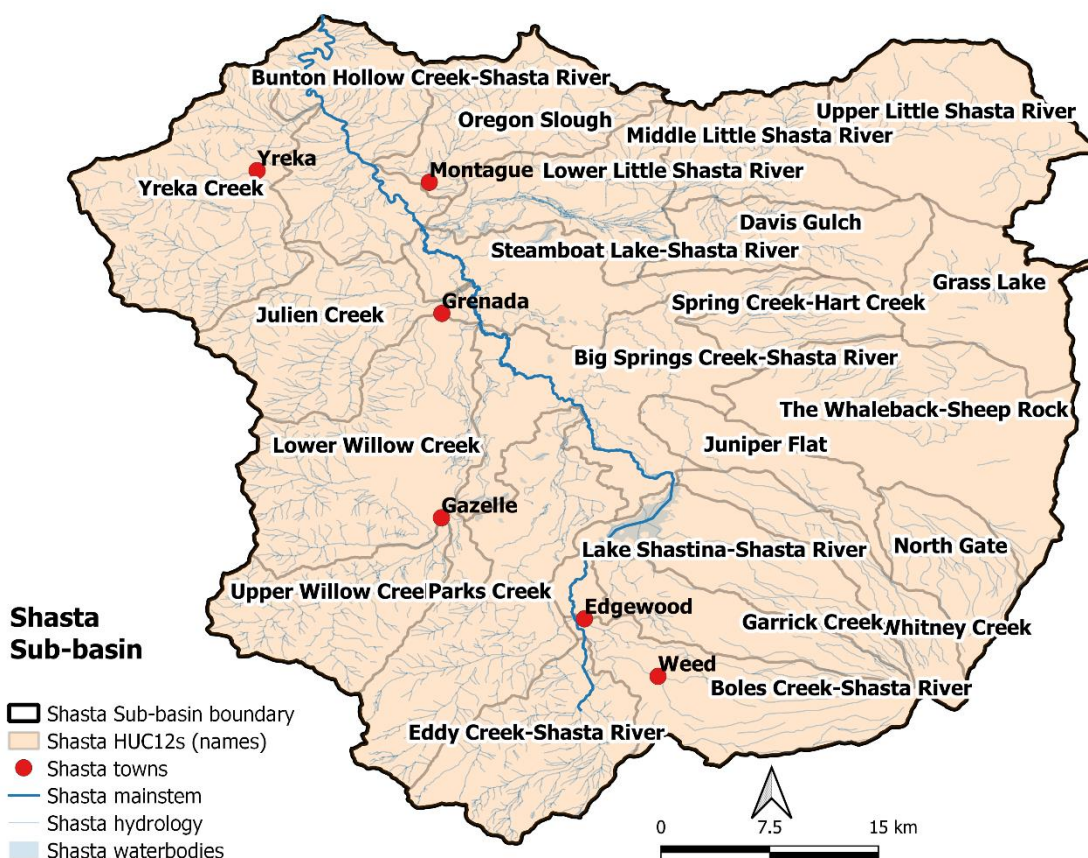 Bunton Hollow Creek-Shasta River
Upper Little Shasta River
Oregon Slough
Middle Little Shasta River
Yreka
Montague
Lower Little Shasta River
Yreka Creek
Davis Gulch
Steamboat Lake-Shasta River
Grass Lake
Grenada
Spring Creek-Hart Creek
Julien Creek
Big Springs Creek-Shasta River
The Whaleback-Sheep Rock
Lower Willow Creek
Juniper Flat
Gazelle
Lake Shastina-Shasta River
North Gate
Upper Willow Cree
Parks Creek
Edgewood
Garrick Creek
Whitney Creek
Weed
Boles Creek-Shasta River
Eddy Creek-Shasta River
Shasta
Sub-basin
Shasta Sub-basin boundary
Shasta HUC12s (names)
Shasta towns
Shasta mainstem
Shasta hydrology
Shasta waterbodies
0 7.5 15 km